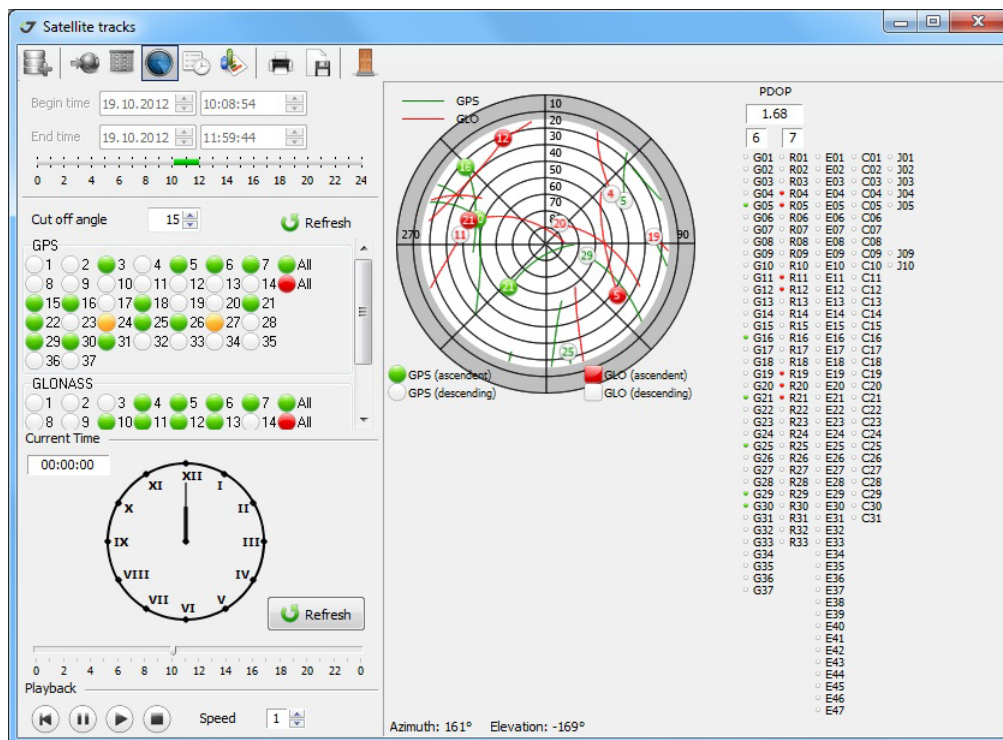 Satellite tracks
Begin time 19.10.2012 10:08:54
End time 19.10.2012 11:59:44
0 2 4 6 8 10 12 14 16 18 20 22 24
Cut off angle 15 Refresh
GPS
1 2 3 4 5 6 7 All
8 9 10 11 12 13 14 All
15 16 17 18 19 20 21
22 23 24 25 26 27 28
29 30 31 32 33 34 35
36 37
GLONASS
1 2 3 4 5 6 7 All
8 9 10 11 12 13 14 All
Current Time
00:00:00
XII
I
II
III
IV
V
VI
VII
VIII
IX
X
XI
Refresh
0 2 4 6 8 10 12 14 16 18 20 22 0
Playback
Speed 1
GPS
GLO
10
20
30
40
50
60
70
270
90
12
16
4
5
21
20
11
19
29
21
5
25
GPS (ascendent) GLO (ascendent)
GPS (descending) GLO (descending)
Azimuth: 161° Elevation: -169°
PDOP
1.68
6 7
G01 R01 E01 C01 J01
G02 R02 E02 C02 J02
G03 R03 E03 C03 J03
G04 R04 E04 C04 J04
G05 R05 E05 C05 J05
G06 R06 E06 C06
G07 R07 E07 C07
G08 R08 E08 C08
G09 R09 E09 C09 J09
G10 R10 E10 C10 J10
G11 R11 E11 C11
G12 R12 E12 C12
G13 R13 E13 C13
G14 R14 E14 C14
G15 R15 E15 C15
G16 R16 E16 C16
G17 R17 E17 C17
G18 R18 E18 C18
G19 R19 E19 C19
G20 R20 E20 C20
G21 R21 E21 C21
G22 R22 E22 C22
G23 R23 E23 C23
G24 R24 E24 C24
G25 R25 E25 C25
G26 R26 E26 C26
G27 R27 E27 C27
G28 R28 E28 C28
G29 R29 E29 C29
G30 R30 E30 C30
G31 R31 E31 C31
G32 R32 E32
G33 R33 E33
G34 E34
G35 E35
G36 E36
G37 E37
E38
E39
E40
E41
E42
E43
E44
E45
E46
E47